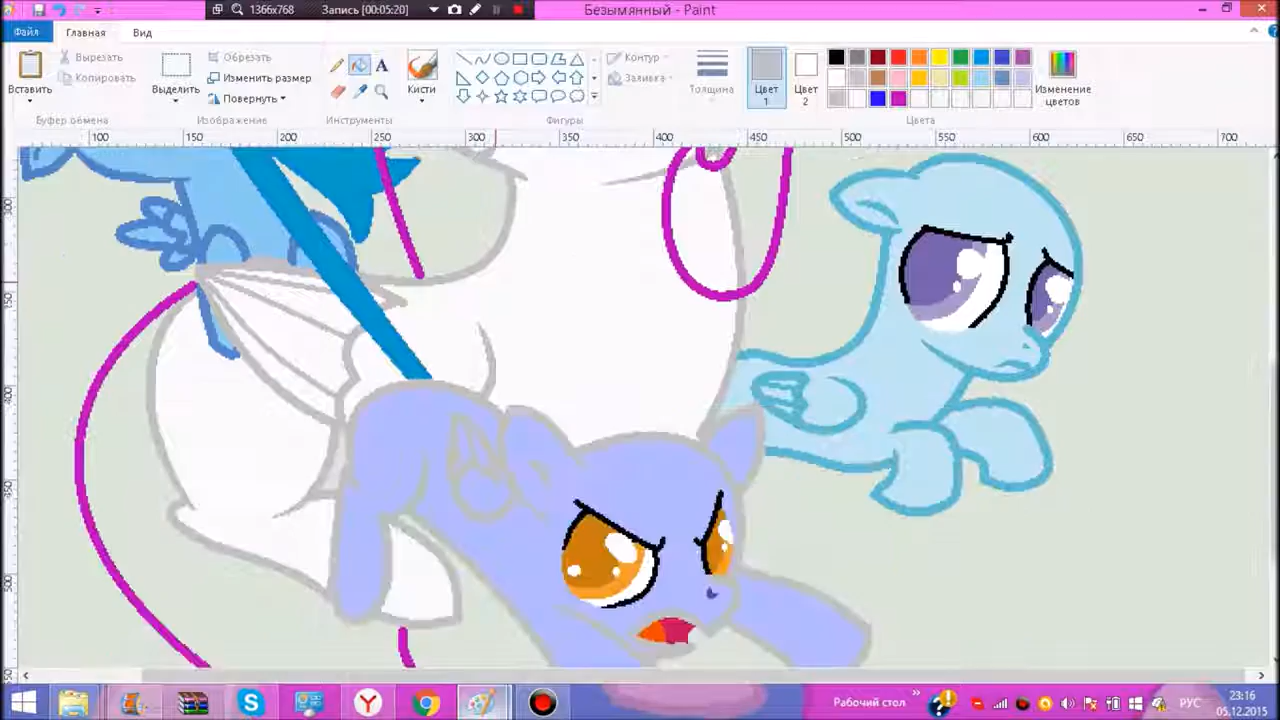 1366x768 Запись [00:05:20]
Безымянный - Paint
Файл Главная Вид
Вставить
Вырезать
Копировать
Буфер обмена
Выделить
Обрезать
Изменить размер
Повернуть
Изображение
A
Инструменты
Кисти
Контур
Заливка
Фигуры
Толщина
Цвет
1
Цвет
2
Изменение
цветов
Цвета
100 150 200 250 300 350 400 450 500 550 600 650 700
Рабочий стол
РУС
23:16
05.12.2015